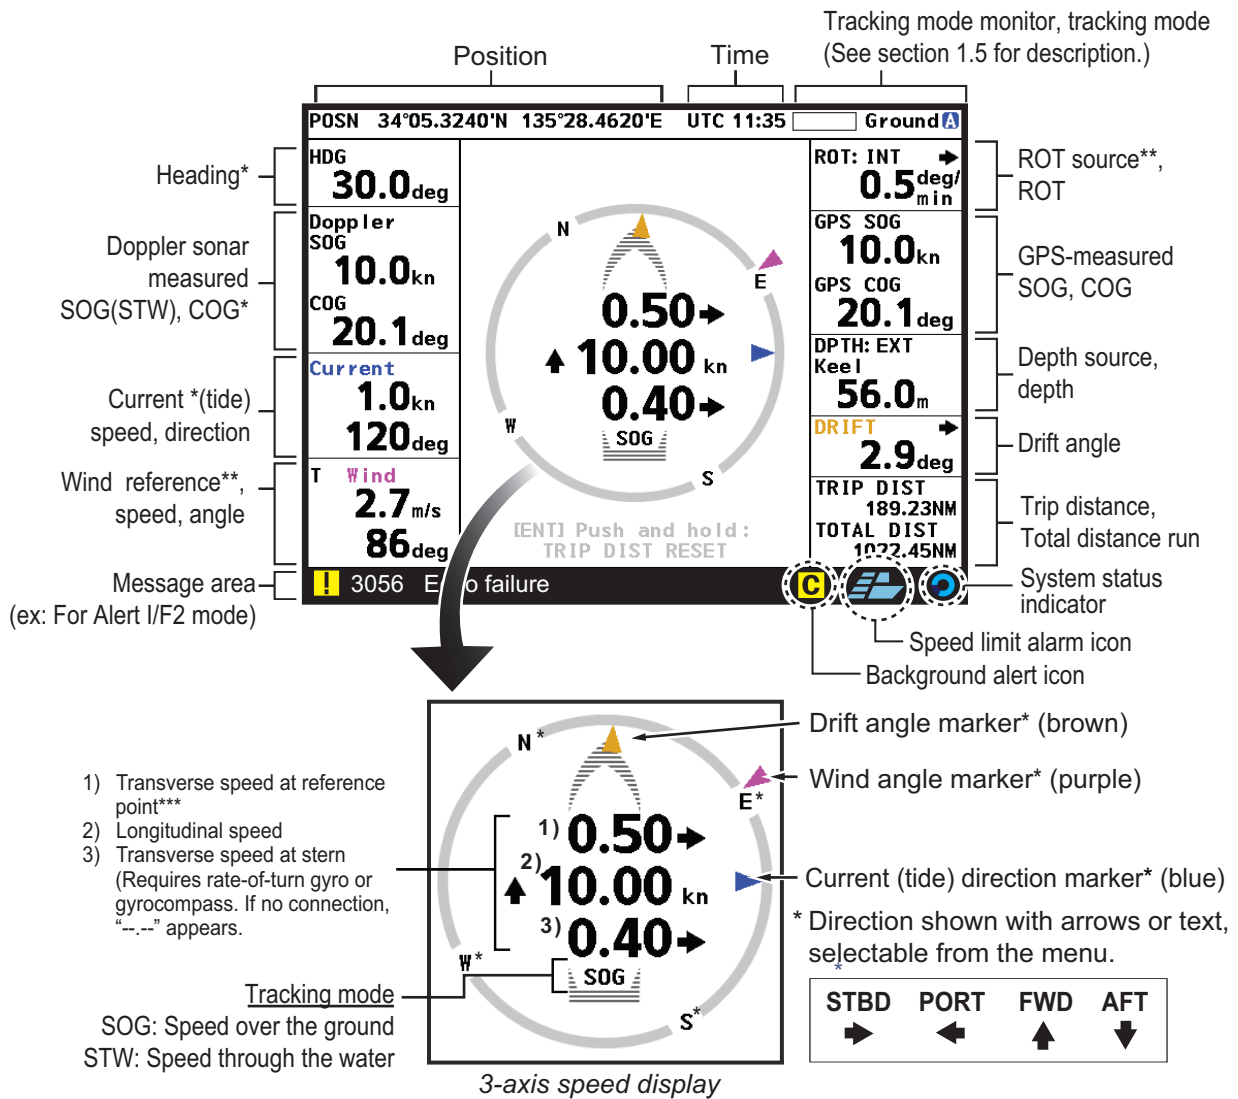 Tracking mode monitor, tracking mode
(See section 1.5 for description.)
Position
Time
POSN 34°05.3240'N 135°28.4620'E UTC 11:35 Ground A
Heading*
HDG
30.0deg
Doppler sonar
measured
SOG(STW), COG*
Doppler
SOG
10.0kn
COG
20.1deg
Current *(tide)
speed, direction
Current
1.0kn
120deg
Wind reference**,
speed, angle
T Wind
2.7m/s
86deg
N
E
S
W
0.50
10.00 kn
0.40
SOG
[ENT] Push and hold:
TRIP DIST RESET
ROT: INT
0.5deg/
min
ROT source**,
ROT
GPS SOG
10.0kn
GPS COG
20.1deg
GPS-measured
SOG, COG
DPTH: EXT
Keel
56.0m
Depth source,
depth
DRIFT
2.9deg
Drift angle
TRIP DIST
189.23NM
TOTAL DIST
1022.45NM
Trip distance,
Total distance run
Message area
(ex: For Alert I/F2 mode)
! 3056 E o failure
C
System status
indicator
Speed limit alarm icon
Background alert icon
1) Transverse speed at reference
point***
2) Longitudinal speed
3) Transverse speed at stern
(Requires rate-of-turn gyro or
gyrocompass. If no connection,
“--.--” appears.
Tracking mode
SOG: Speed over the ground
STW: Speed through the water
N*
E*
W*
S*
1) 0.50
2) 10.00 kn
3) 0.40
SOG
Drift angle marker* (brown)
Wind angle marker* (purple)
Current (tide) direction marker* (blue)
* Direction shown with arrows or text,
selectable from the menu.
*
STBD PORT FWD AFT
3-axis speed display